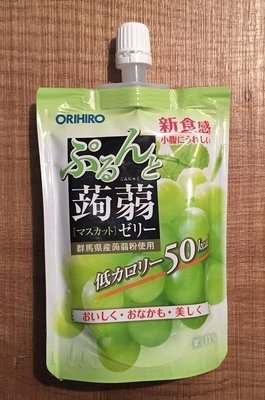 ORIHIRO
新食感
小腹にうれしい
ぷるんと
こんにゃく
蒟蒻
[マスカット]ゼリー
群馬県産蒟蒻粉使用
低カロリー50kcal
おいしく・おなかも・美しく